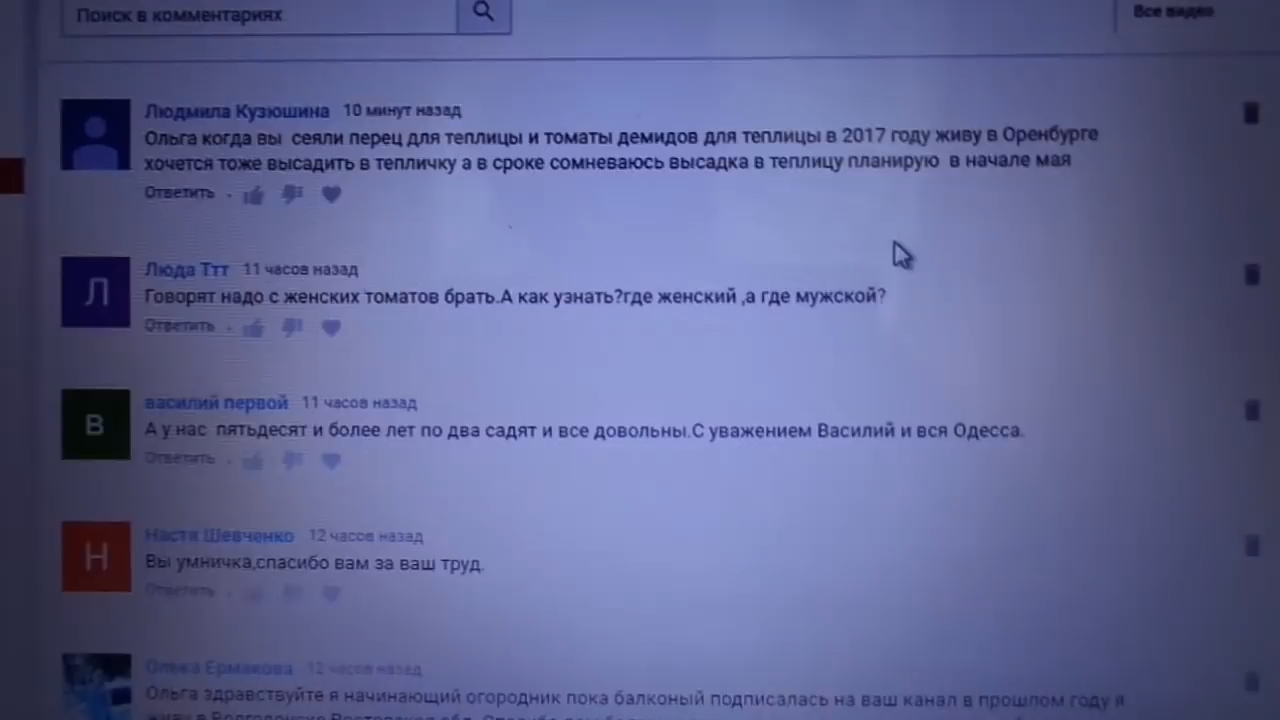 Поиск в комментариях
Все видео
Людмила Кузюшина 10 минут назад
Ольга когда вы сеяли перец для теплицы и томаты демидов для теплицы в 2017 году живу в Оренбурге
хочется тоже высадить в тепличку а в сроке сомневаюсь высадка в теплицу планирую в начале мая
Ответить
Л
Люда Ттт 11 часов назад
Говорят надо с женских томатов брать.А как узнать?где женский ,а где мужской?
Ответить
В
василий первой 11 часов назад
А у нас пятьдесят и более лет по два садят и все довольны.С уважением Василий и вся Одесса.
Ответить
Н
Настя Шевченко 12 часов назад
Вы умничка,спасибо вам за ваш труд.
Ответить
Ольга Ермакова 12 часов назад
Ольга здравствуйте я начинающий огородник пока балконый подписалась на ваш канал в прошлом году я